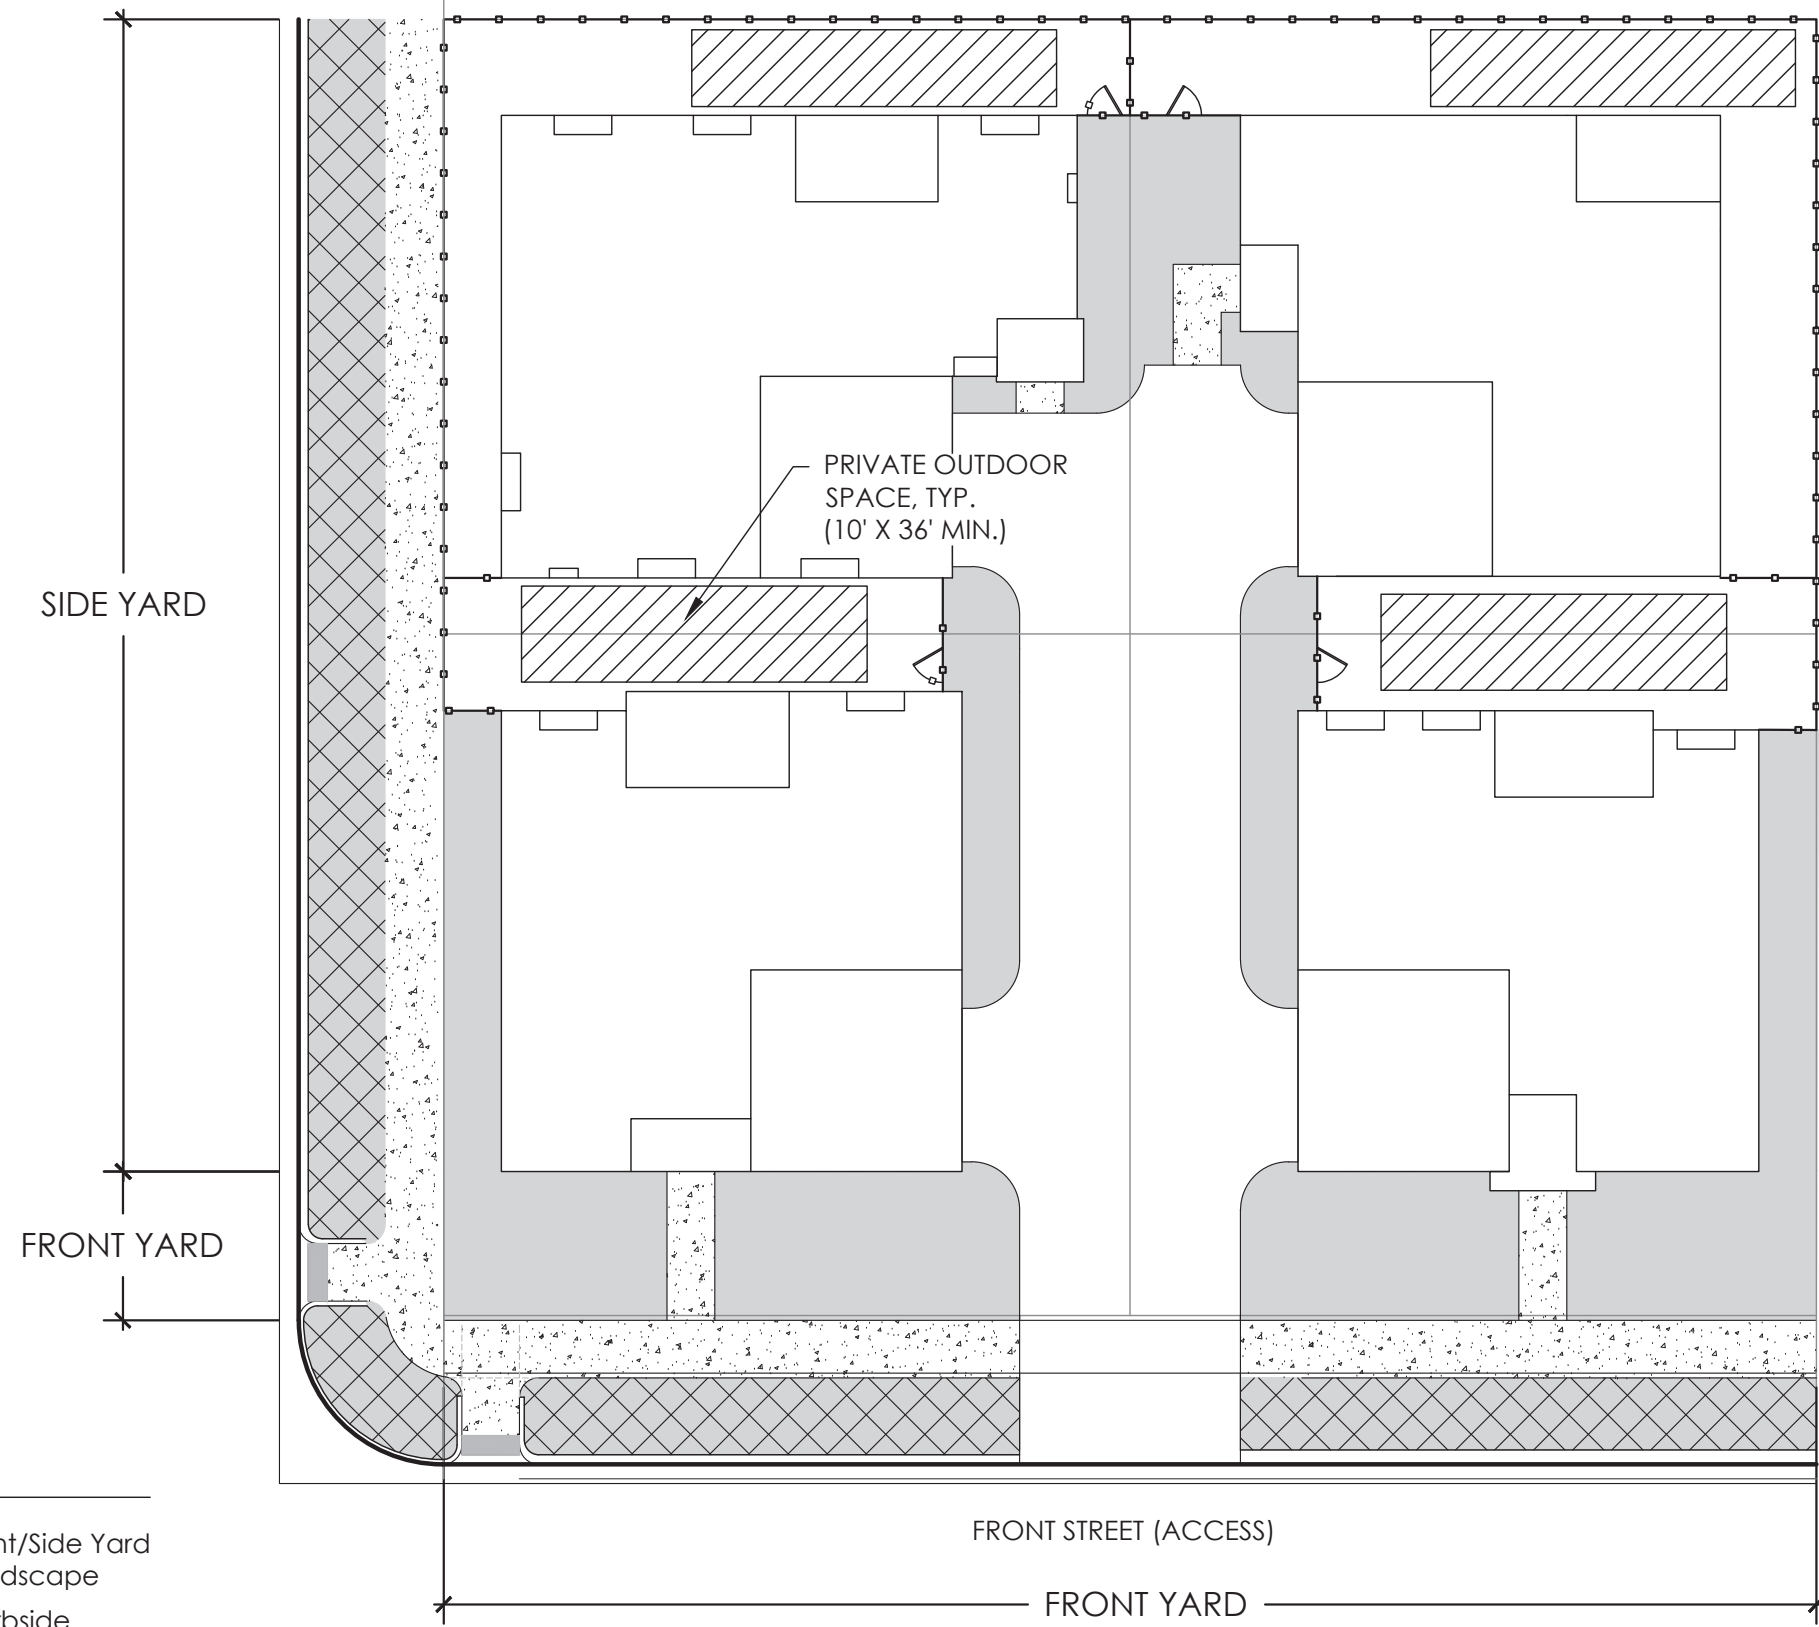 PRIVATE OUTDOOR
SPACE, TYP.
(10' X 36' MIN.)
SIDE YARD
FRONT YARD
FRONT STREET (ACCESS)
FRONT YARD
nt/Side Yard
dscape
bside